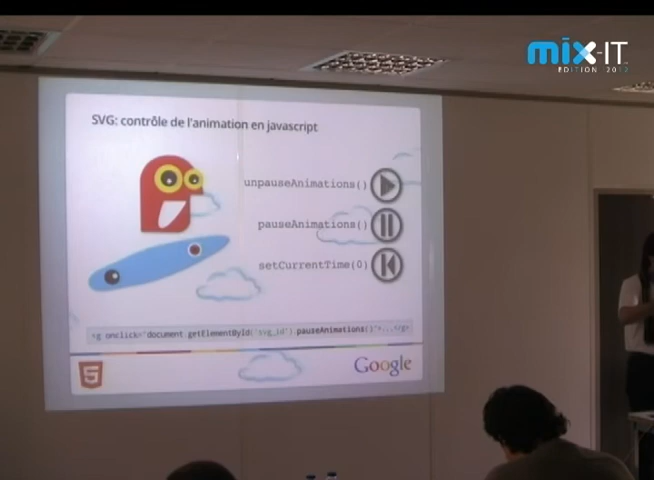 mix-IT
EDITION 2012
SVG: contrôle de l'animation en javascript
unpauseAnimations()
pauseAnimations()
setCurrentTime(0)
<g onclick="document.getElementById('svg_id').pauseAnimations()">...</g>
5
Google